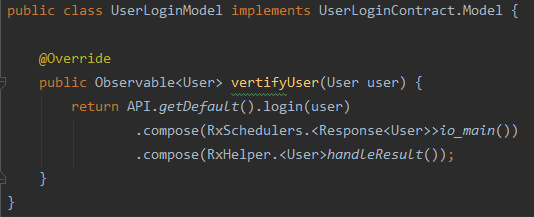 public class UserLoginModel implements UserLoginContract.Model {
@Override
public Observable<User> vertifyUser(User user) {
return API.getDefault().login(user)
.compose(RxSchedulers.<Response<User>>io_main())
.compose(RxHelper.<User>handleResult());
}
}